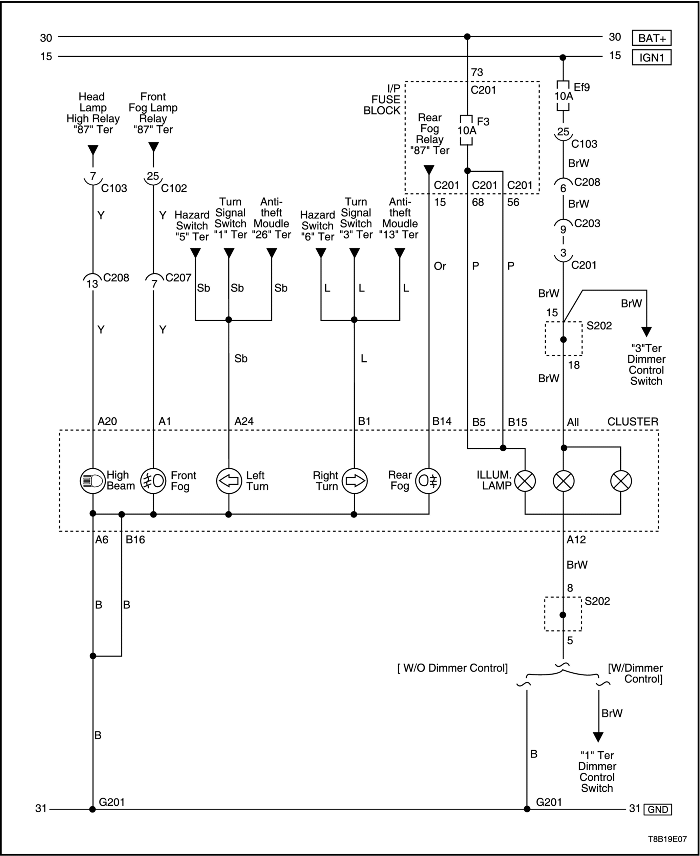 30
30
BAT+
15
15
IGN1
73
C201
I/P
FUSE
BLOCK
F3
10A
Ef9
10A
25
C103
BrW
C208
6
BrW
C203
9
3
C201
BrW
15
BrW
S202
18
"3"Ter
Dimmer
Control
Switch
BrW
Head
Lamp
High Relay
"87" Ter
Front
Fog Lamp
Relay
"87" Ter
Rear
Fog
Relay
"87" Ter
7
C103
25
C102
Y
Y
C201
C201
C201
15
68
56
Hazard
Switch
"5" Ter
Turn
Signal
Switch
"1" Ter
Anti-
theft
Moudle
"26" Ter
Hazard
Switch
"6" Ter
Turn
Signal
Switch
"3" Ter
Anti-
theft
Moudle
"13" Ter
13
C208
7
C207
Sb
Sb
Sb
L
L
L
Or
P
P
Y
Y
Sb
L
A20
A1
A24
B1
B14
B5
B15
All
CLUSTER
High
Beam
Front
Fog
Left
Turn
Right
Turn
Rear
Fog
ILLUM.
LAMP
A6
B16
A12
BrW
B
B
8
S202
5
[ W/O Dimmer Control]
[W/Dimmer
Control]
BrW
B
B
"1" Ter
Dimmer
Control
Switch
31
G201
G201
31
GND
T8B19E07